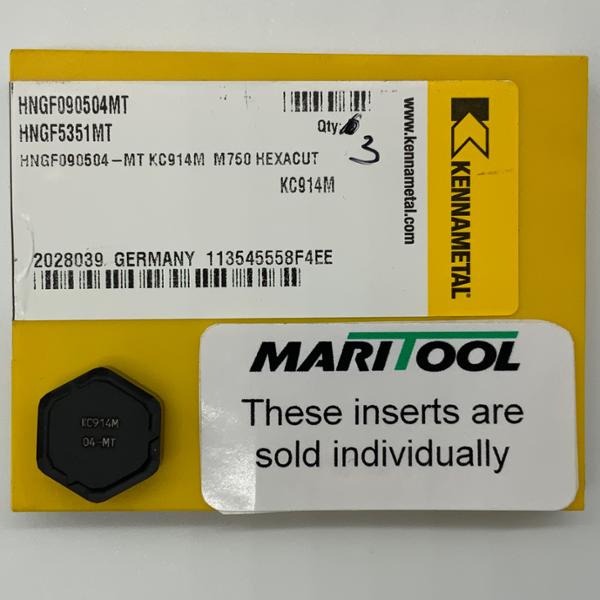 HNGF090504MT
HNGF5351MT
Qty: 3
HNGF090504-MT KC914M M750 HEXACUT
KC914M
2028039 GERMANY 113545558F4EE
www.kennametal.com
KENNAMETAL
KC914M
04-MT
MARITOOL
These inserts are
sold individually